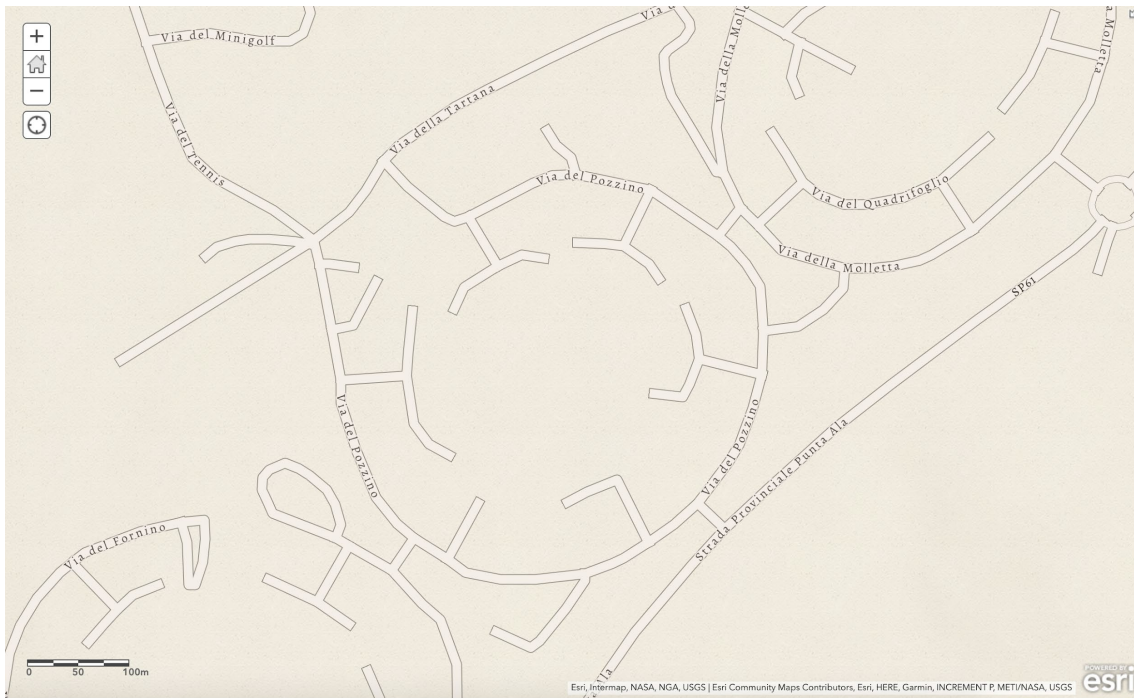 Via del Minigolf
Via della Tartana
Via d
Via della Moll
a Molletta
Via del Tennis
Via del Pozzino
Via del Quadrifoglio
Via della Molletta
SP61
Via del Pozzino
Via del Pozzino
Strada Provinciale Punta Ala
Via del Fornino
Ala
0 50 100m
Esri, Intermap, NASA, NGA, USGS | Esri Community Maps Contributors, Esri, HERE, Garmin, INCREMENT P, METI/NASA, USGS
POWERED BY
esri